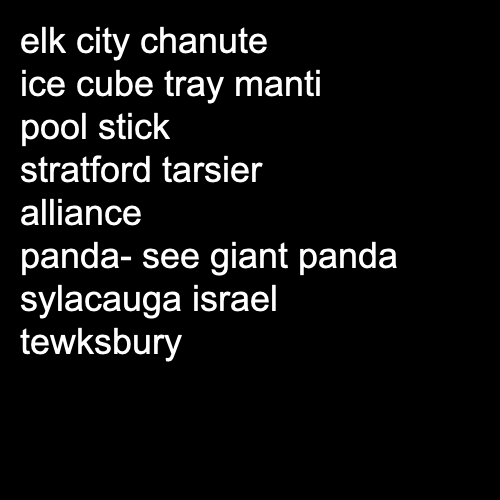 elk city chanute
ice cube tray manti
pool stick
stratford tarsier
alliance
panda- see giant panda
sylacauga israel
tewksbury